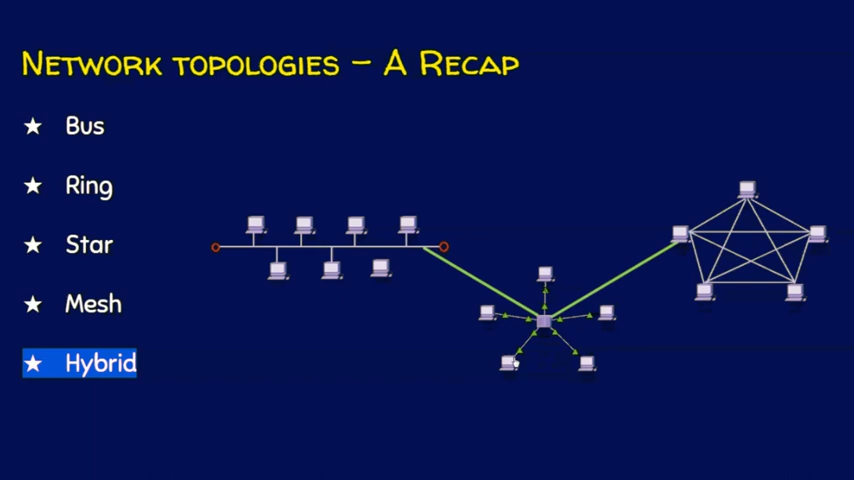 Network topologies – A Recap
★ Bus
★ Ring
★ Star
★ Mesh
★ Hybrid